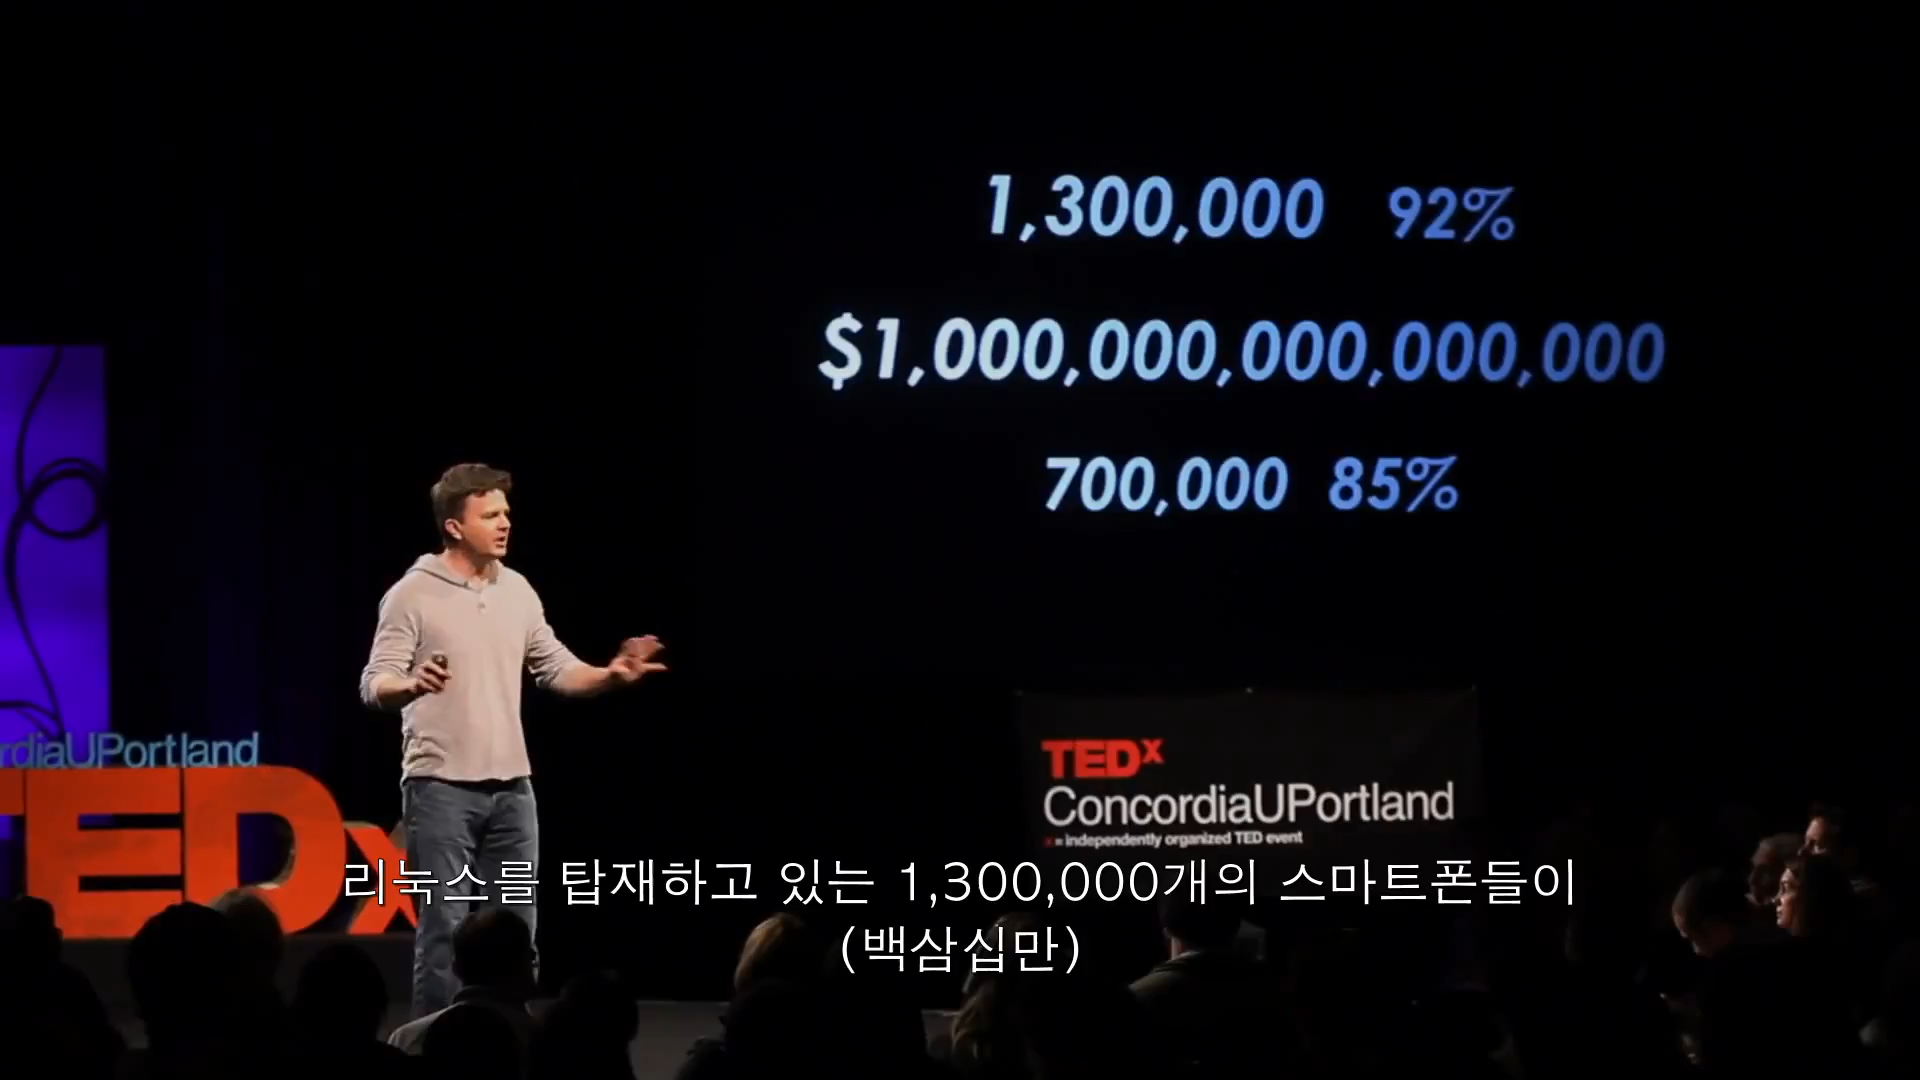 1,300,000 92%
$1,000,000,000,000,000
700,000 85%
rdiaUPortland
TEDx
TEDx
ConcordiaUPortland
x = independently organized TED event
리눅스를 탑재하고 있는 1,300,000개의 스마트폰들이
(백삼십만)